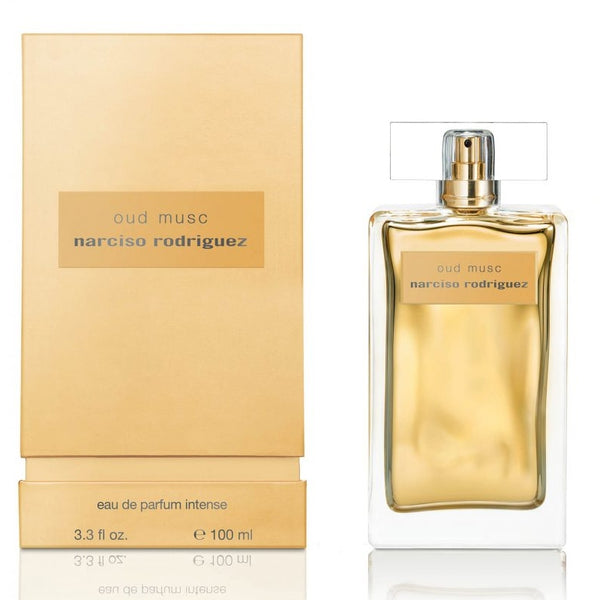 oud musc
narciso rodriguez
eau de parfum intense
3.3 fl oz. ℮ 100 ml
oud musc
narciso rodriguez